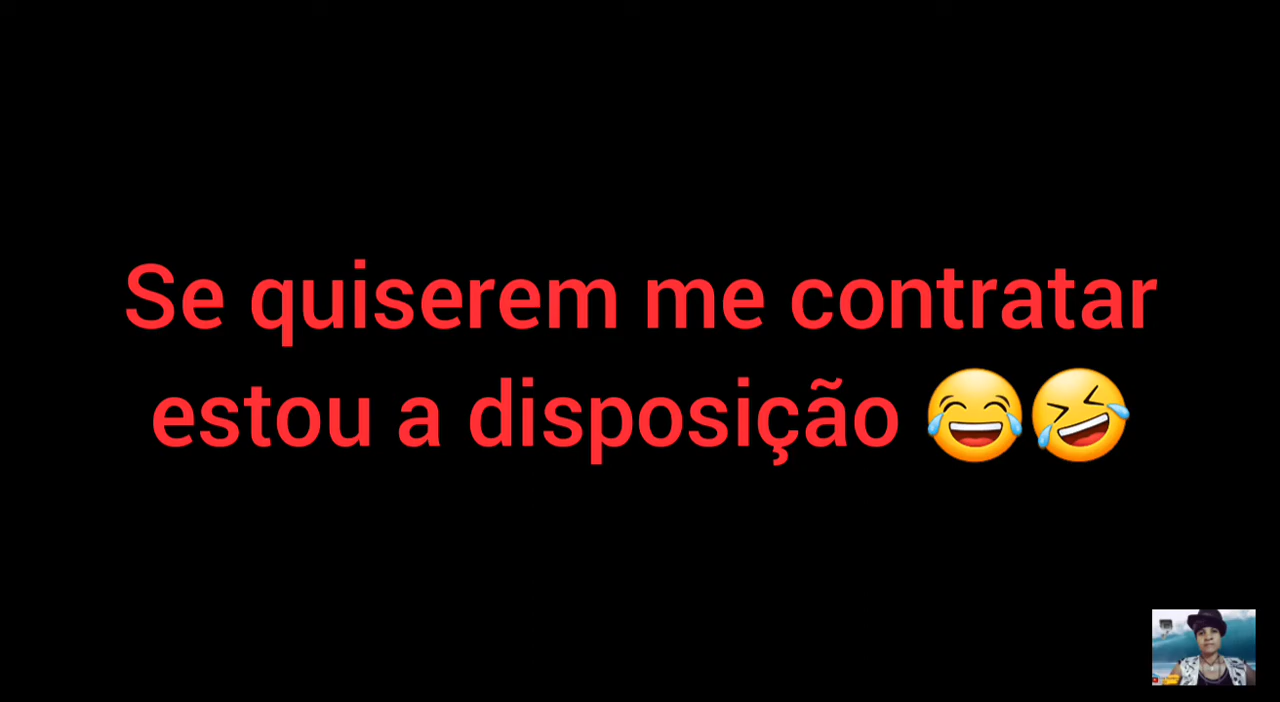 Se quiserem me contratar
estou a disposição 😂🤣